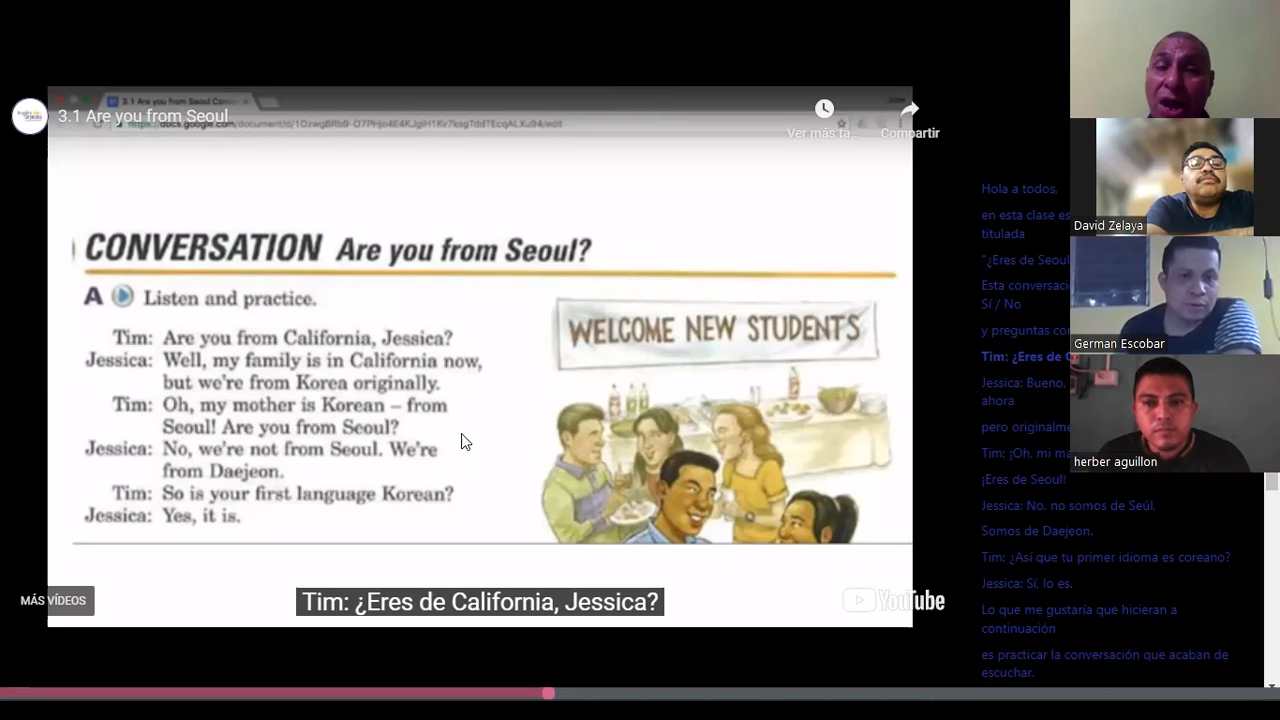 3.1 Are you from Seoul
Ver más ta...
Compartir
CONVERSATION Are you from Seoul?
A Listen and practice.
Tim: Are you from California, Jessica?
Jessica: Well, my family is in California now,
but we're from Korea originally.
Tim: Oh, my mother is Korean – from
Seoul! Are you from Seoul?
Jessica: No, we're not from Seoul. We're
from Daejeon.
Tim: So is your first language Korean?
Jessica: Yes, it is.
WELCOME NEW STUDENTS
MÁS VÍDEOS
Tim: ¿Eres de California, Jessica?
YouTube
Hola a todos,
en esta clase es
titulada
"¿Eres de Seoul
Esta conversaci
Sí / No
y preguntas con
Tim: ¿Eres de C
Jessica: Bueno,
ahora
pero originalme
Tim: ¡Oh, mi ma
¡Eres de Seúl!
Jessica: No, no somos de Seúl.
Somos de Daejeon.
Tim: ¿Así que tu primer idioma es coreano?
Jessica: Sí, lo es.
Lo que me gustaría que hicieran a
continuación
es practicar la conversación que acaban de
escuchar.
David Zelaya
German Escobar
herber aguillon